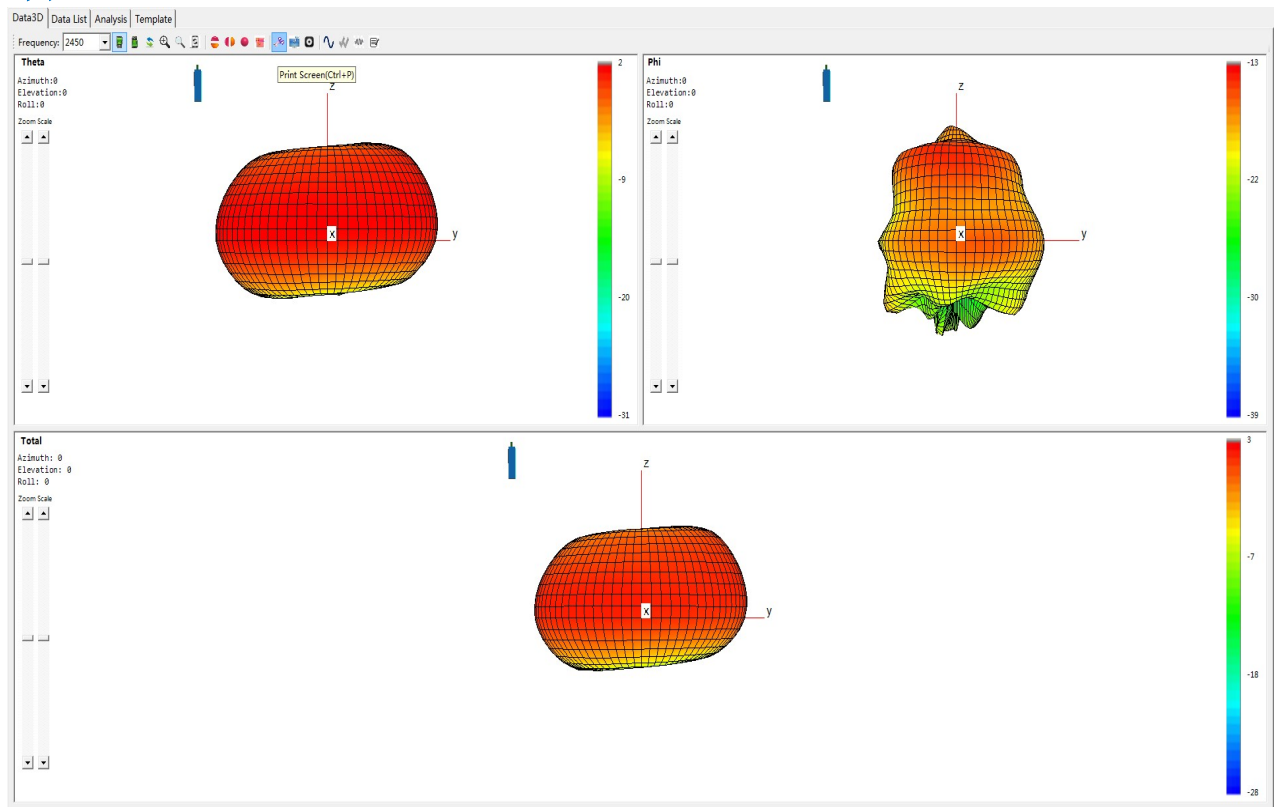 Data3D Data List Analysis Template
Frequency: 2450
Print Screen(Ctrl+P)
Theta
Azimuth:0
Elevation:0
Roll:0
Zoom Scale
z
y
x
2
-9
-20
-31
Phi
Azimuth:0
Elevation:0
Roll:0
Zoom Scale
z
y
x
-13
-22
-30
-39
Total
Azimuth: 0
Elevation: 0
Roll: 0
Zoom Scale
z
y
x
3
-7
-18
-28